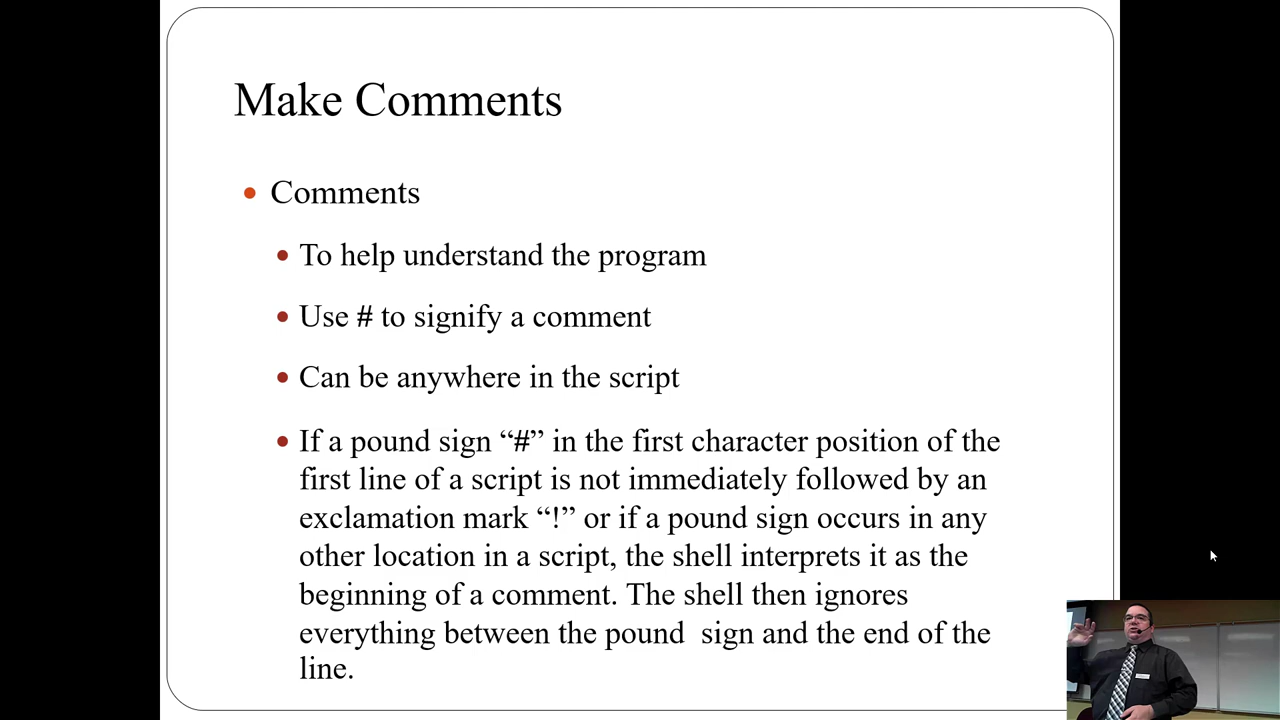 Make Comments
Comments
To help understand the program
Use # to signify a comment
Can be anywhere in the script
If a pound sign “#” in the first character position of the
first line of a script is not immediately followed by an
exclamation mark “!” or if a pound sign occurs in any
other location in a script, the shell interprets it as the
beginning of a comment. The shell then ignores
everything between the pound  sign and the end of the
line.